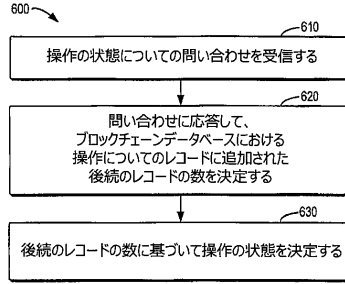 600
610
操作の状態についての問い合わせを受信する
620
問い合わせに応答して、
ブロックチェーンデータベースにおける
操作についてのレコードに追加された
後続のレコードの数を決定する
630
後続のレコードの数に基づいて操作の状態を決定する